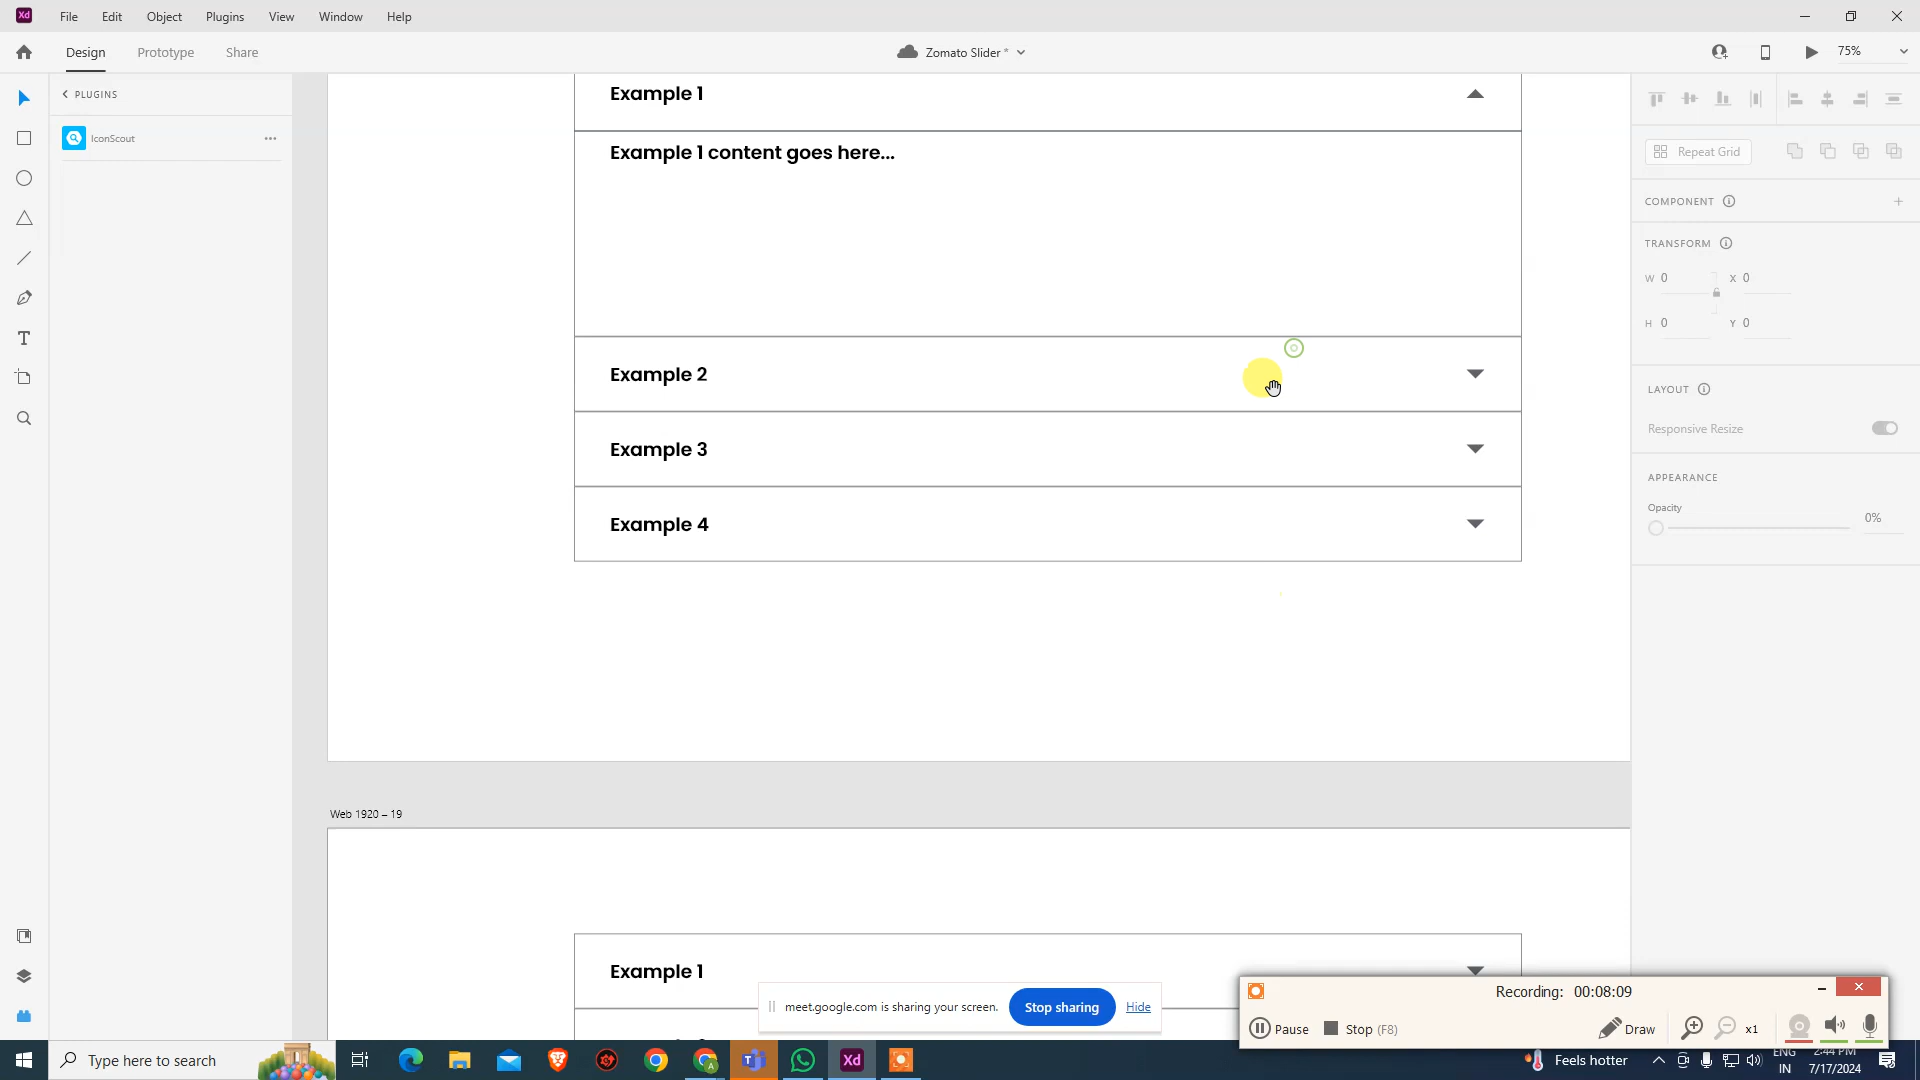 Xd File Edit Object Plugins View Window Help
Design Prototype Share Zomato Slider * 75%
PLUGINS
IconScout
Example 1
Example 1 content goes here...
Example 2
Example 3
Example 4
Repeat Grid
COMPONENT
TRANSFORM
W 0 X 0
H 0 Y 0
LAYOUT
Responsive Resize
APPEARANCE
Opacity
0%
Web 1920 – 19
Example 1
meet.google.com is sharing your screen. Stop sharing Hide
Recording: 00:08:09
Pause Stop (F8) Draw x1
Type here to search
A
T
Xd
Feels hotter
ENG
IN
2:44 PM
7/17/2024